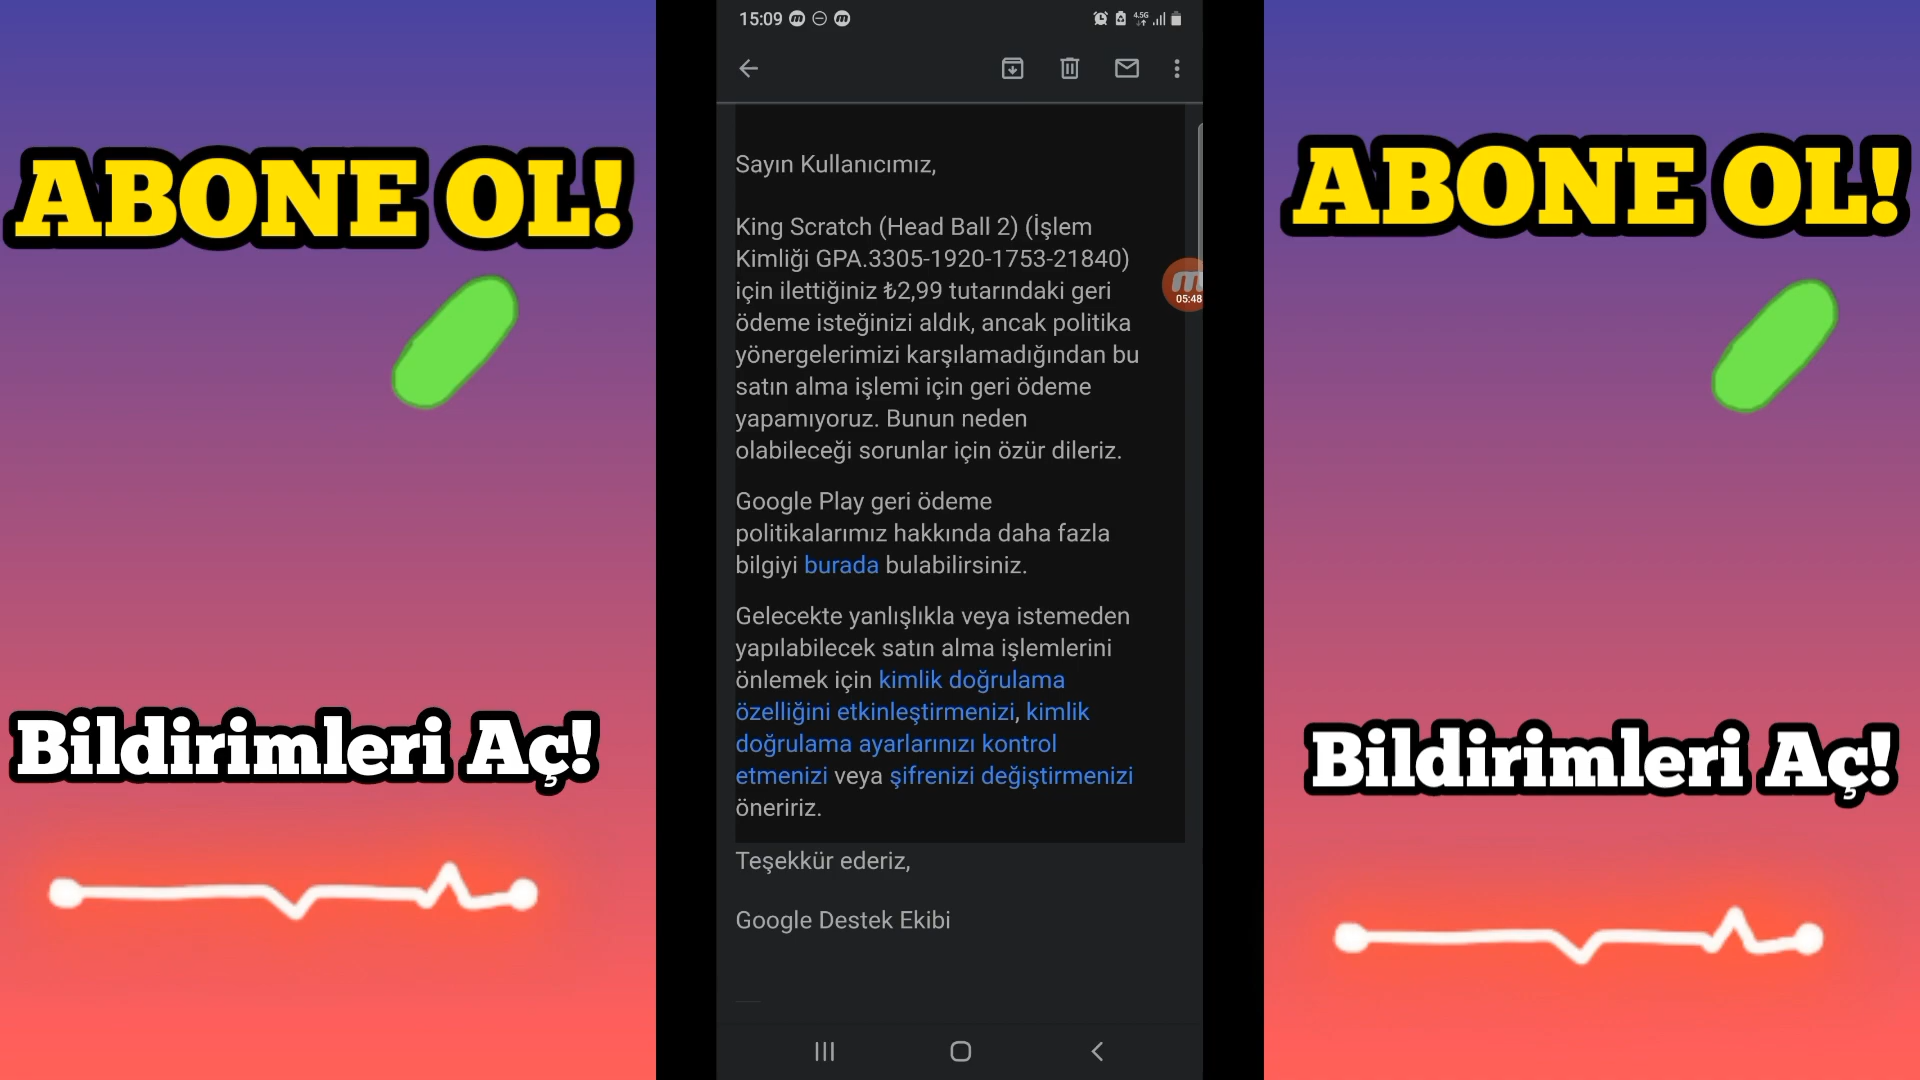 ABONE OL!
Bildirimleri Aç!
15:09
4.5G
Sayın Kullanıcımız,
King Scratch (Head Ball 2) (İşlem
Kimliği GPA.3305-1920-1753-21840)
için ilettiğiniz ₺2,99 tutarındaki geri
ödeme isteğinizi aldık, ancak politika
yönergelerimizi karşılamadığından bu
satın alma işlemi için geri ödeme
yapamıyoruz. Bunun neden
olabileceği sorunlar için özür dileriz.
Google Play geri ödeme
politikalarımız hakkında daha fazla
bilgiyi burada bulabilirsiniz.
Gelecekte yanlışlıkla veya istemeden
yapılabilecek satın alma işlemlerini
önlemek için kimlik doğrulama
özelliğini etkinleştirmenizi, kimlik
doğrulama ayarlarınızı kontrol
etmenizi veya şifrenizi değiştirmenizi
öneririz.
Teşekkür ederiz,
Google Destek Ekibi
05:48
ABONE OL!
Bildirimleri Aç!